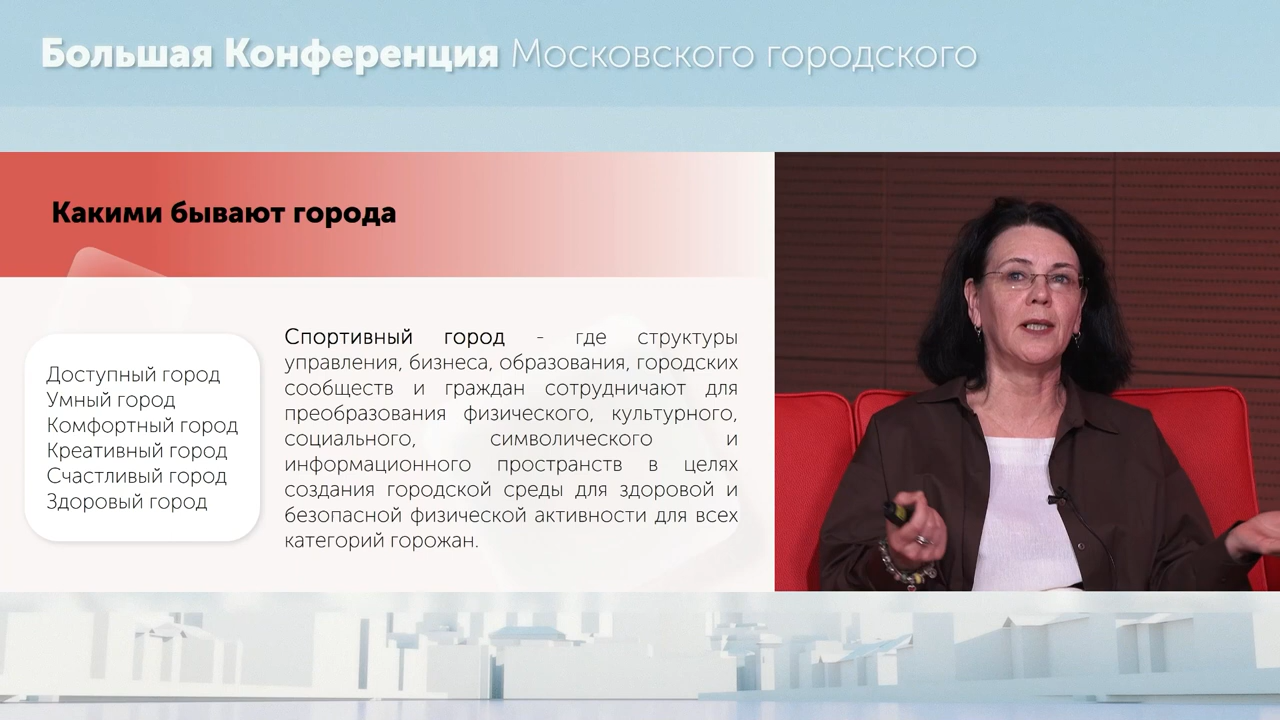 Большая Конференция Московского городского
Какими бывают города
Доступный город
Умный город
Комфортный город
Креативный город
Счастливый город
Здоровый город
Спортивный город - где структуры
управления, бизнеса, образования, городских
сообществ и граждан сотрудничают для
преобразования физического, культурного,
социального, символического и
информационного пространств в целях
создания городской среды для здоровой и
безопасной физической активности для всех
категорий горожан.